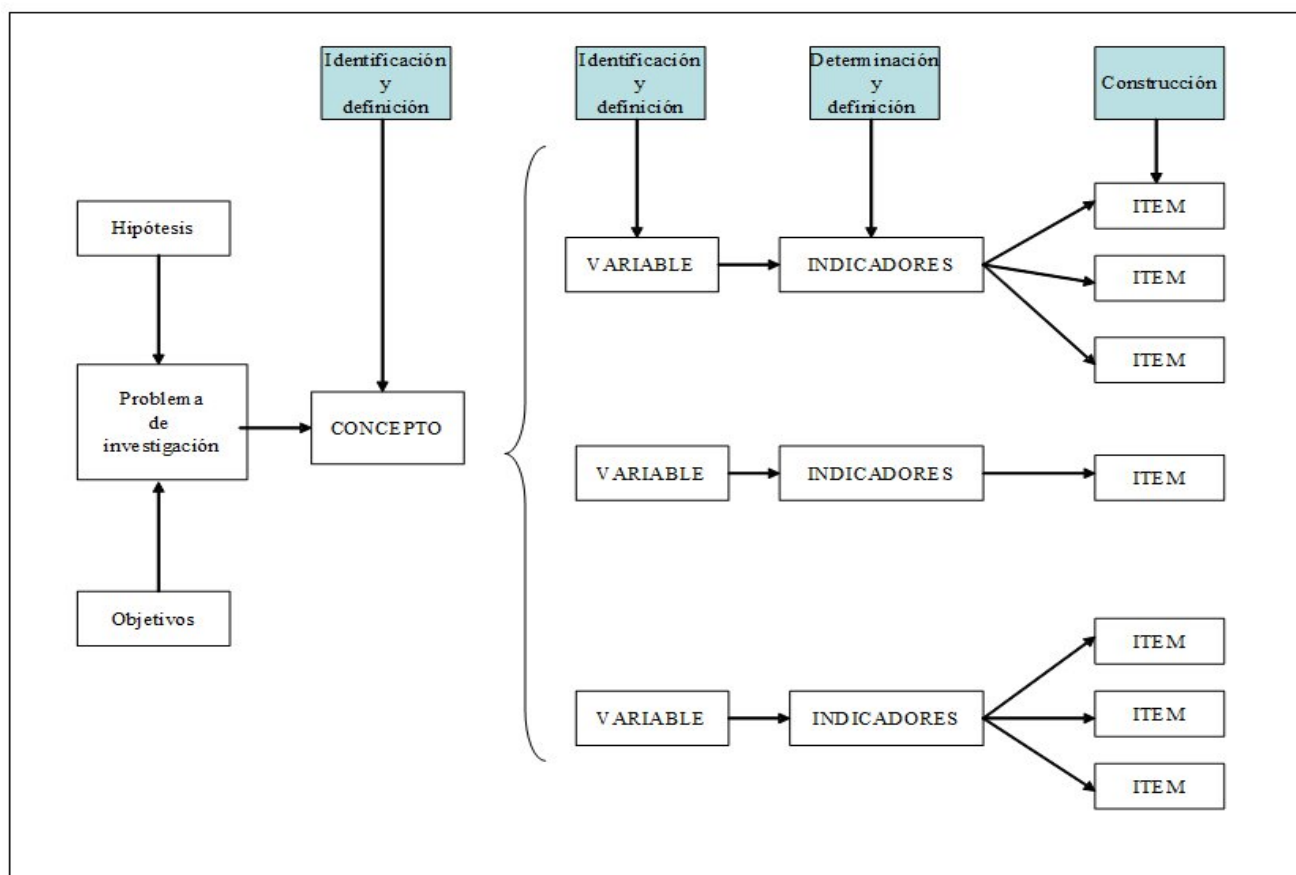 Identificación
y
definición
Identificación
y
definición
Determinación
y
definición
Construcción
Hipótesis
Problema
de
investigación
Objetivos
CONCEPTO
VARIABLE
INDICADORES
ITEM
ITEM
ITEM
VARIABLE
INDICADORES
ITEM
VARIABLE
INDICADORES
ITEM
ITEM
ITEM